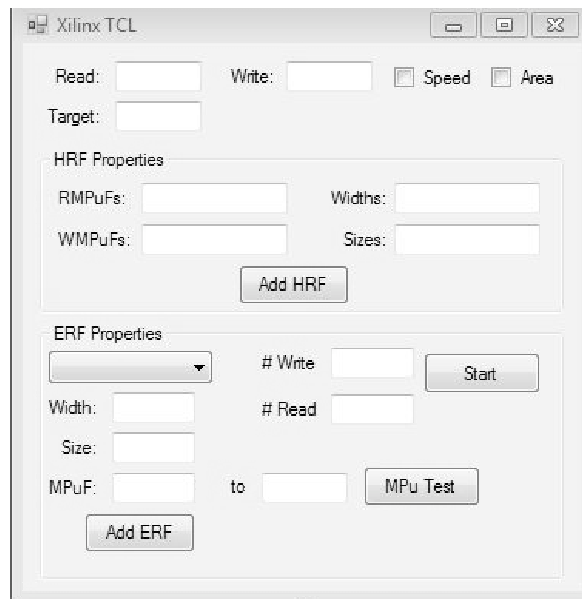 Xilinx TCL
Read: Write: Speed Area
Target:
HRF Properties
RMPuFs: Widths:
WMPuFs: Sizes:
Add HRF
ERF Properties
# Write Start
Width: # Read
Size:
MPuF: to MPu Test
Add ERF